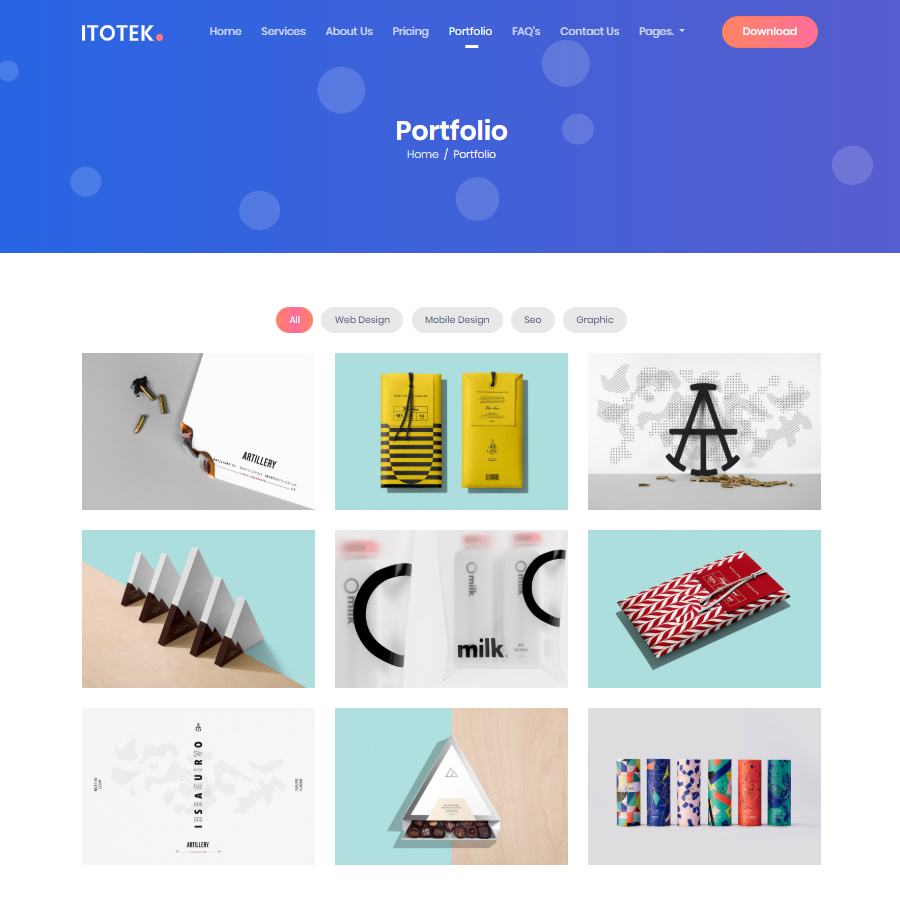 ITOTEK.
Home Services About Us Pricing Portfolio FAQ's Contact Us Pages.
Download
Portfolio
Home / Portfolio
All Web Design Mobile Design Seo Graphic
ARTILLERY
milk
milk
milk.
ISAAURO
ARTILLERY